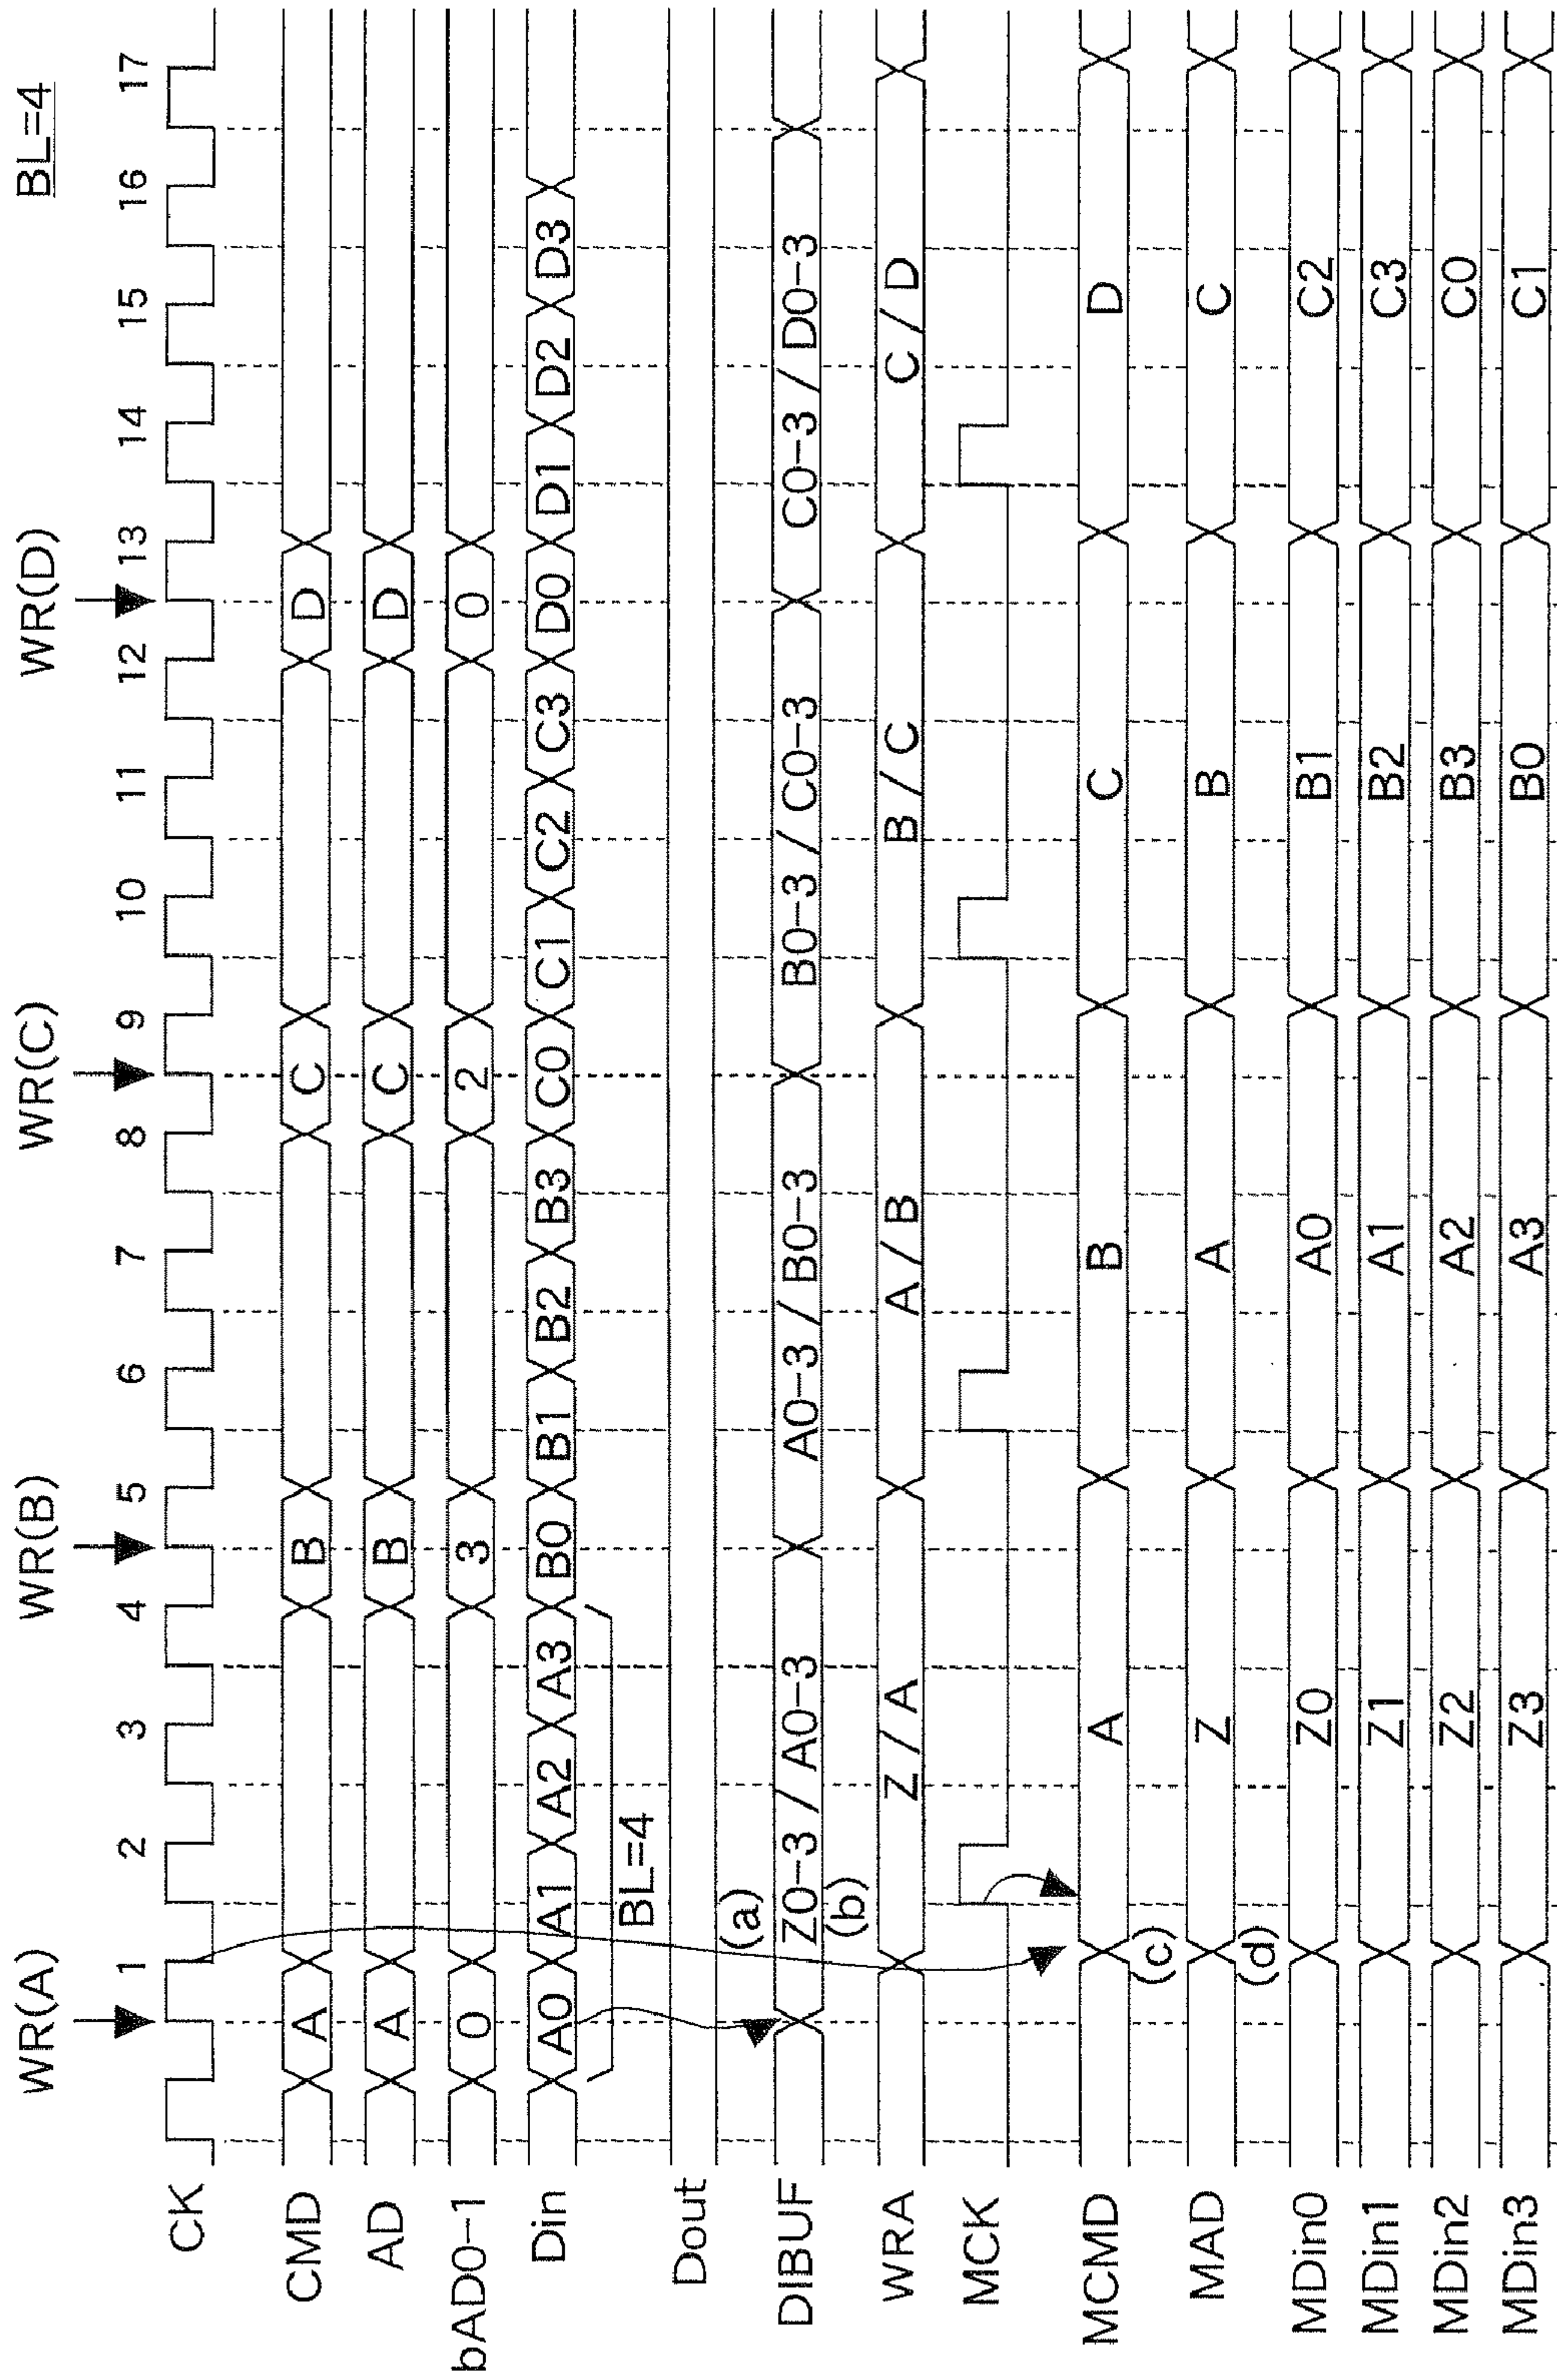 BL=4
WR(A) WR(B) WR(C) WR(D)
1 2 3 4 5 6 7 8 9 10 11 12 13 14 15 16 17
CK
CMD A B C D
AD A B C D
bAD0-1 0 3 2 0
Din A0 A1 A2 A3 B0 B1 B2 B3 C0 C1 C2 C3 D0 D1 D2 D3
BL=4
Dout
(a)
DIBUF Z0-3 / A0-3 A0-3 / B0-3 B0-3 / C0-3 C0-3 / D0-3
(b)
WRA Z / A A / B B / C C / D
MCK
MCMD A B C D
(c)
MAD Z A B C
(d)
MDin0 Z0 A0 B1 C2
MDin1 Z1 A1 B2 C3
MDin2 Z2 A2 B3 C0
MDin3 Z3 A3 B0 C1